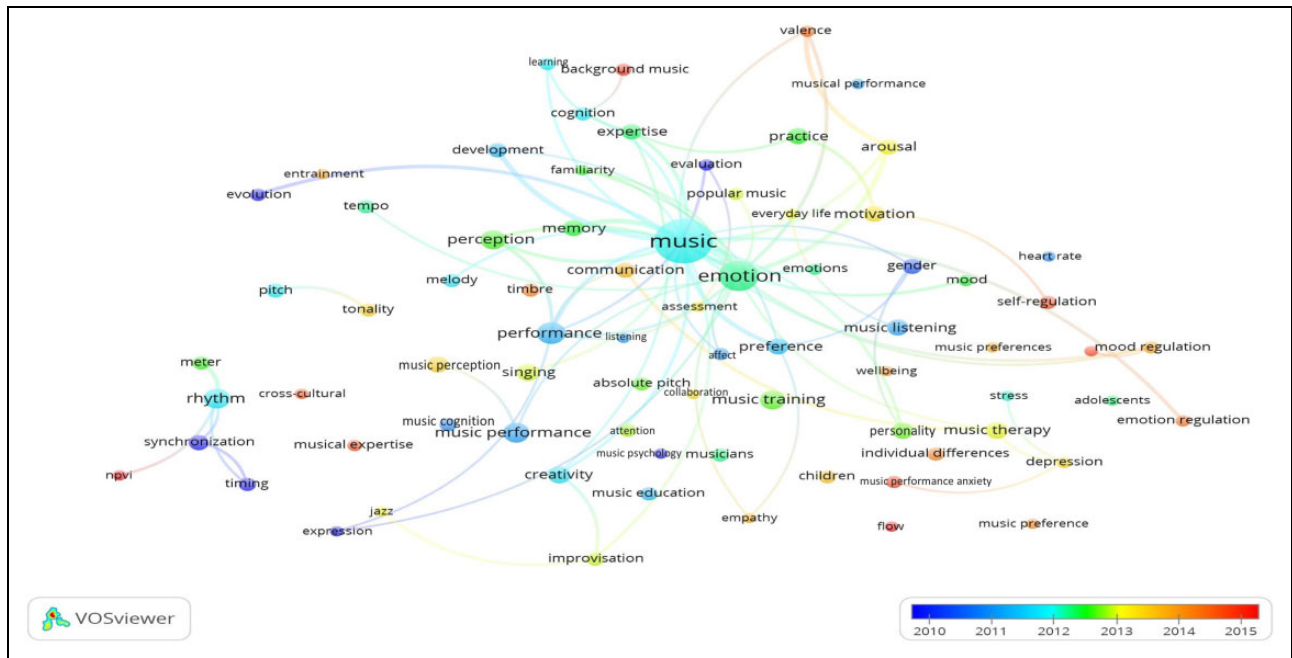 valence
learning
background music
musical performance
cognition
expertise
practice
development
arousal
evaluation
familiarity
entrainment
evolution
popular music
tempo
everyday life
motivation
memory
perception
music
heart rate
communication
emotion
emotions
gender
melody
mood
pitch
timbre
self-regulation
tonality
assessment
music listening
performance
listening
preference
music preferences
mood regulation
affect
meter
music perception
singing
wellbeing
absolute pitch
rhythm
cross-cultural
collaboration
music training
stress
adolescents
emotion regulation
music cognition
music performance
attention
personality
music therapy
synchronization
musical expertise
music psychology
musicians
individual differences
depression
npvi
timing
creativity
children
music performance anxiety
music education
jazz
empathy
flow
music preference
expression
improvisation
VOSviewer
2010 2011 2012 2013 2014 2015